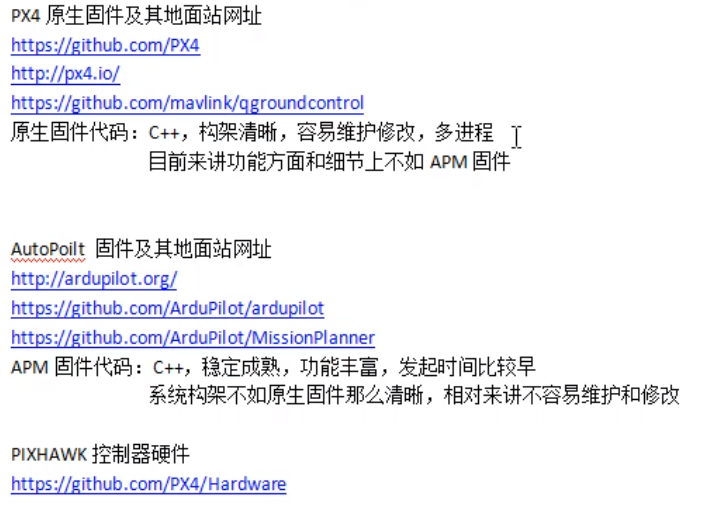 PX4 原生固件及其地面站网址
https://github.com/PX4
http://px4.io/
https://github.com/mavlink/qgroundcontrol
原生固件代码：C++，构架清晰，容易维护修改，多进程
目前来讲功能方面和细节上不如 APM 固件
AutoPoilt 固件及其地面站网址
http://ardupilot.org/
https://github.com/ArduPilot/ardupilot
https://github.com/ArduPilot/MissionPlanner
APM 固件代码：C++，稳定成熟，功能丰富，发起时间比较早
系统构架不如原生固件那么清晰，相对来讲不容易维护和修改
PIXHAWK 控制器硬件
https://github.com/PX4/Hardware